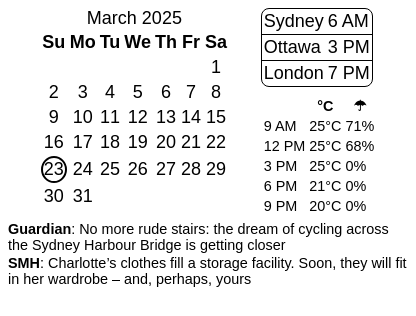 March 2025
Su Mo Tu We Th Fr Sa
1
2 3 4 5 6 7 8
9 10 11 12 13 14 15
16 17 18 19 20 21 22
23 24 25 26 27 28 29
30 31
Sydney 6 AM
Ottawa 3 PM
London 7 PM
°C ☂
9 AM 25°C 71%
12 PM 25°C 68%
3 PM 25°C 0%
6 PM 21°C 0%
9 PM 20°C 0%
Guardian: No more rude stairs: the dream of cycling across
the Sydney Harbour Bridge is getting closer
SMH: Charlotte’s clothes fill a storage facility. Soon, they will fit
in her wardrobe – and, perhaps, yours